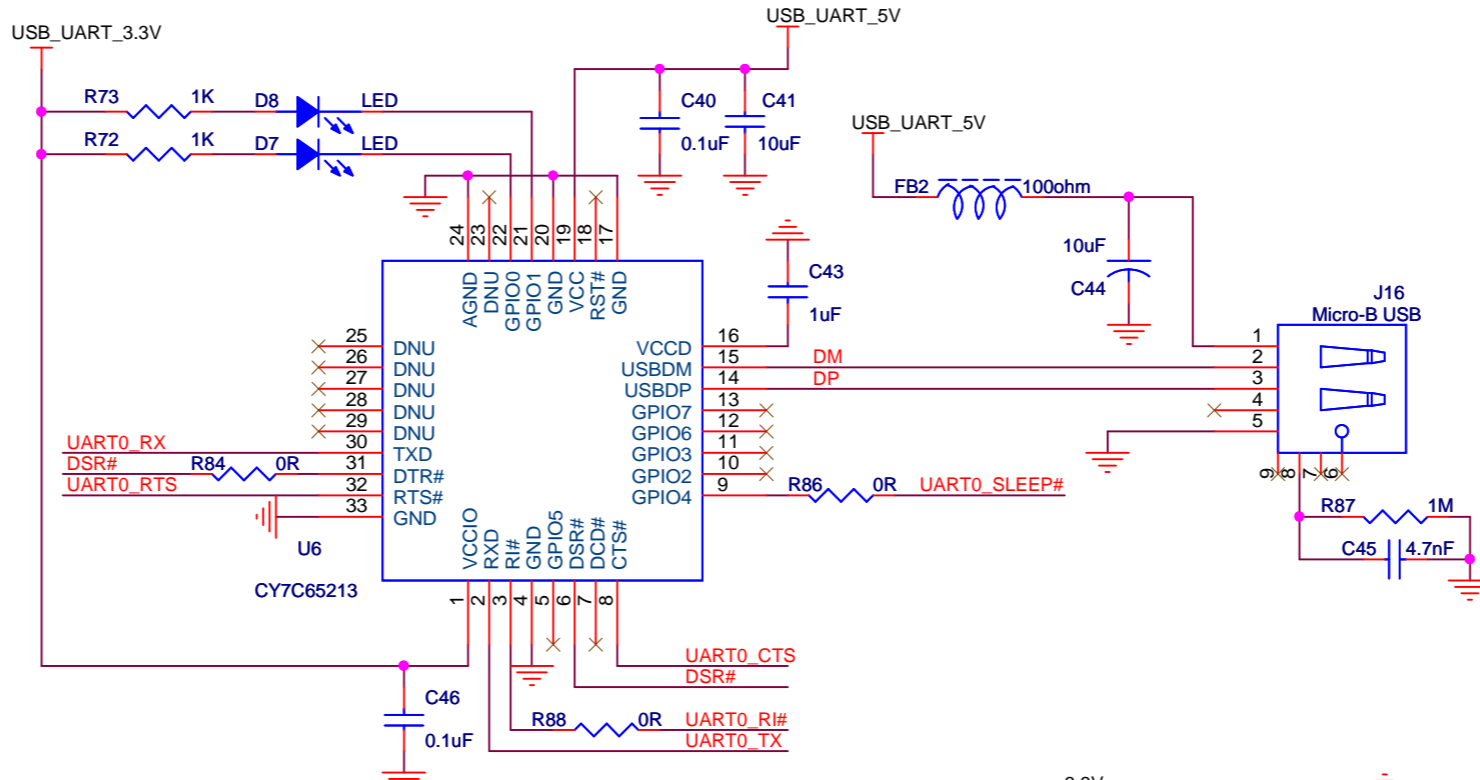 USB_UART_5V
USB_UART_3.3V
R73 1K D8 LED
C40 C41
0.1uF 10uF
USB_UART_5V
R72 1K D7 LED
FB2 100ohm
24 23 22 21 20 19 18 17
AGND DNU GPIO0 GPIO1 GND VCC RST# GND
10uF
C44
C43
1uF
J16
Micro-B USB
25 DNU
26 DNU
27 DNU
28 DNU
29 DNU
UART0_RX 30 TXD
DSR# R84 0R 31 DTR#
UART0_RTS 32 RTS#
33 GND
VCCD 16
USBDM 15 DM
USBDP 14 DP
GPIO7 13
GPIO6 12
GPIO3 11
GPIO2 10
GPIO4 9 R86 0R UART0_SLEEP#
1
2
3
4
5
9 8 7 6
R87 1M
C45 4.7nF
U6
CY7C65213
VCCIO RXD RI# GND GPIO5 DSR# DCD# CTS#
1 2 3 4 5 6 7 8
UART0_CTS
DSR#
C46
0.1uF
R88 0R UART0_RI#
UART0_TX